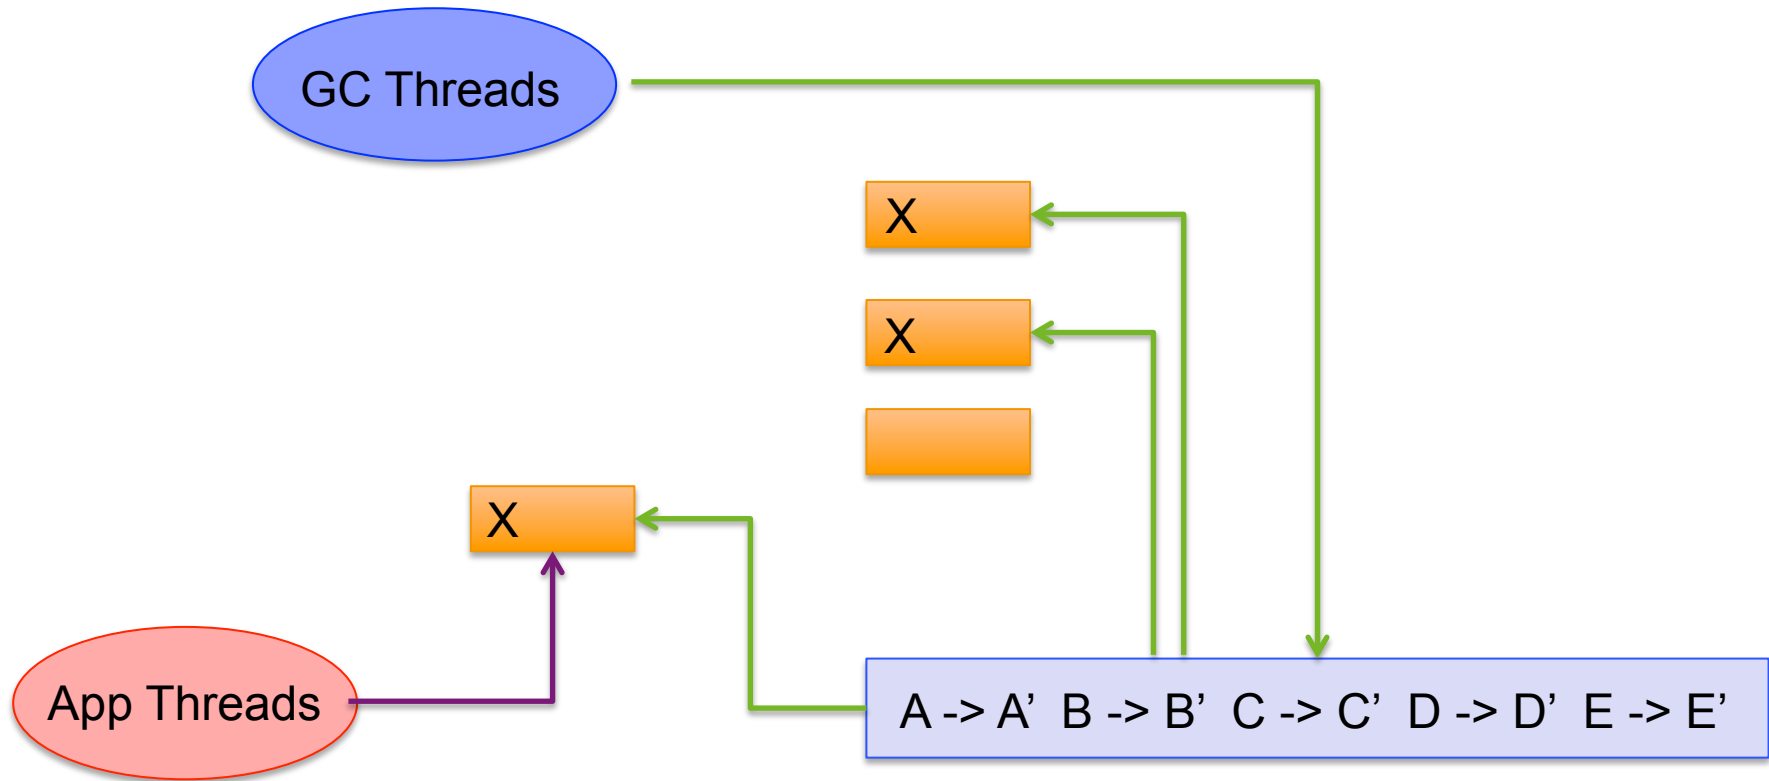 GC Threads
X
X
X
App Threads
A -> A’ B -> B’ C -> C’ D -> D’ E -> E’